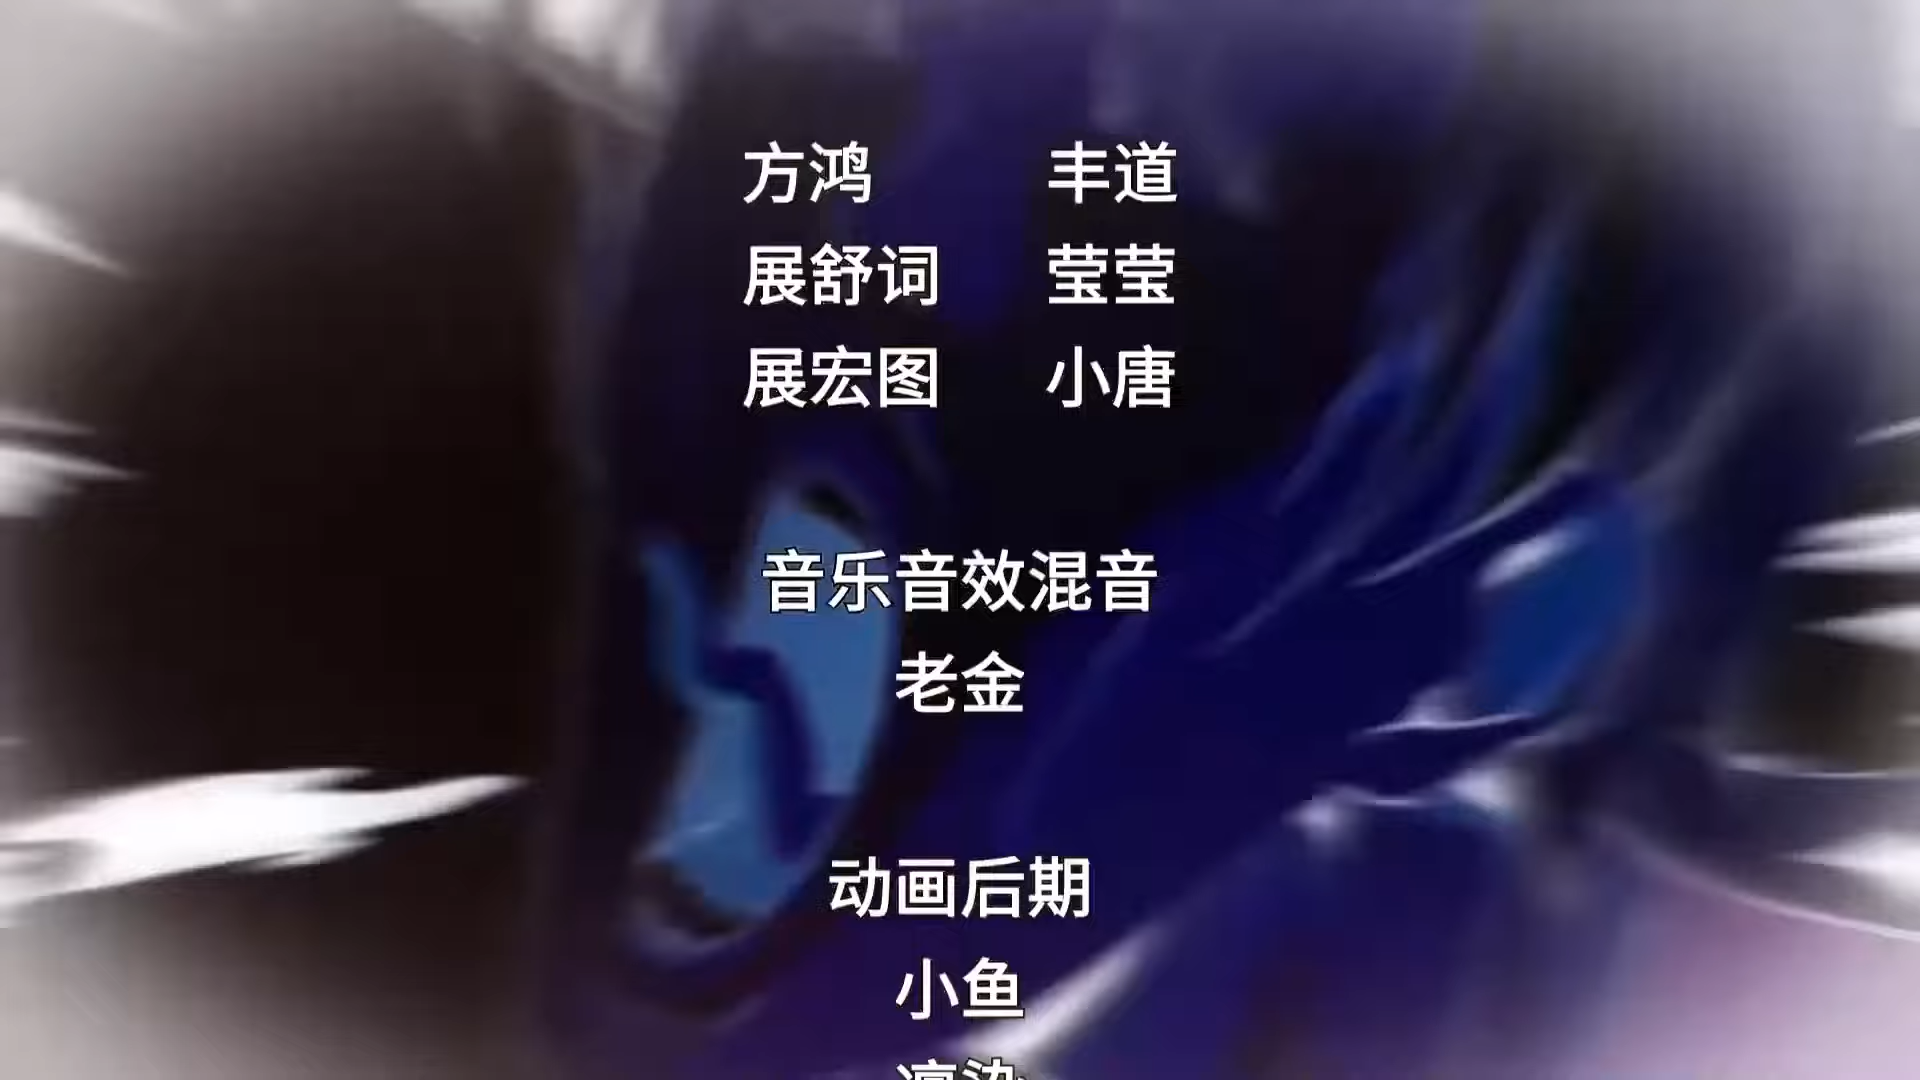 方鸿 丰道
展舒词 莹莹
展宏图 小唐
音乐音效混音
老金
动画后期
小鱼